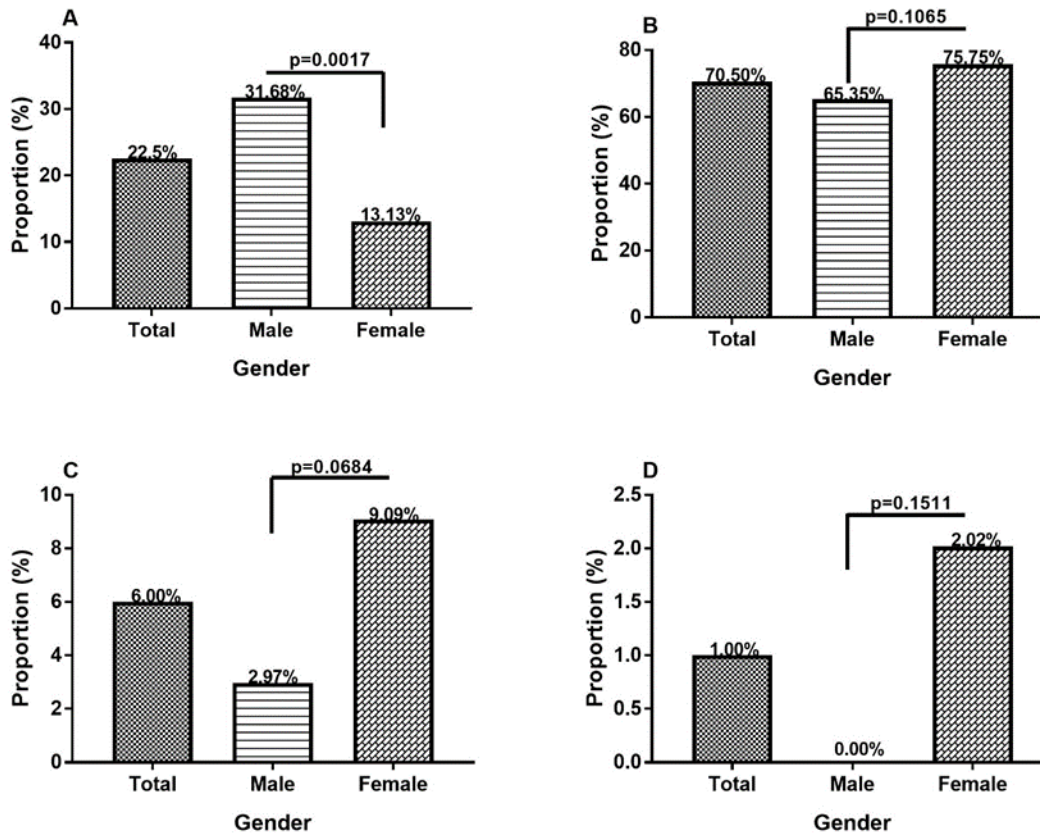 A
p=0.0017
40
30
20
10
0
Proportion (%)
22.5%
31.68%
13.13%
Total Male Female
Gender
B
p=0.1065
80
60
40
20
0
Proportion (%)
70.50%
65.35%
75.75%
Total Male Female
Gender
C
p=0.0684
10
8
6
4
2
0
Proportion (%)
6.00%
2.97%
9.09%
Total Male Female
Gender
D
p=0.1511
2.5
2.0
1.5
1.0
0.5
0.0
Proportion (%)
1.00%
0.00%
2.02%
Total Male Female
Gender